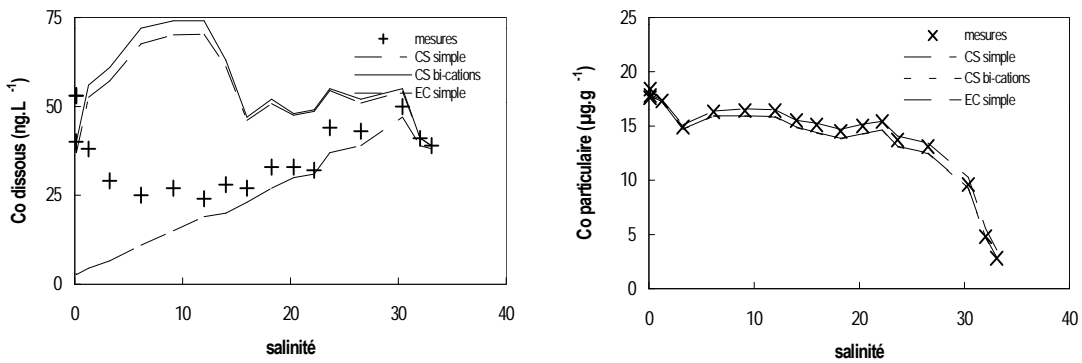 75
50
25
0
0
10
20
30
40
Co dissous (ng.L⁻¹)
salinité
mesures
CS simple
CS bi-cations
EC simple
25
20
15
10
5
0
0
10
20
30
40
Co particulaire (µg.g⁻¹)
salinité
mesures
CS simple
CS bi-cations
EC simple